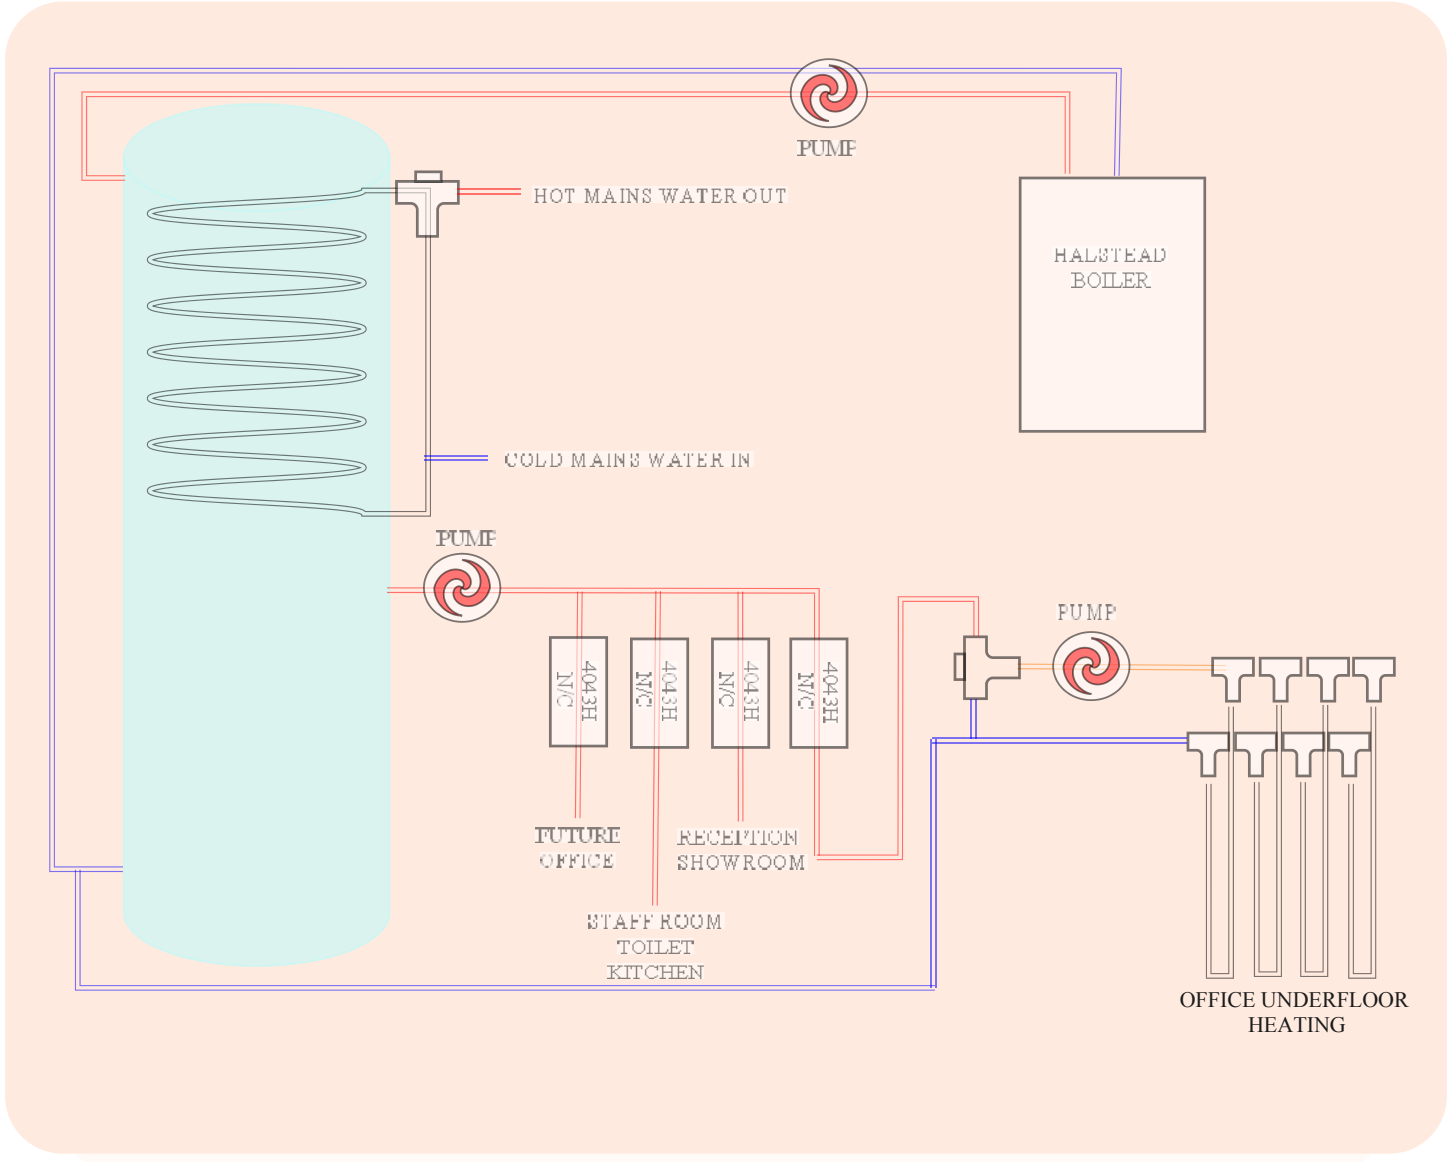 PUMP
HOT MAINS WATER OUT
HALSTEAD
BOILER
COLD MAINS WATER IN
PUMP
PUMP
4043H
N/C
4043H
N/C
4043H
N/C
4043H
N/C
FUTURE
OFFICE
RECEPTION
SHOWROOM
STAFF ROOM
TOILET
KITCHEN
OFFICE UNDERFLOOR
HEATING